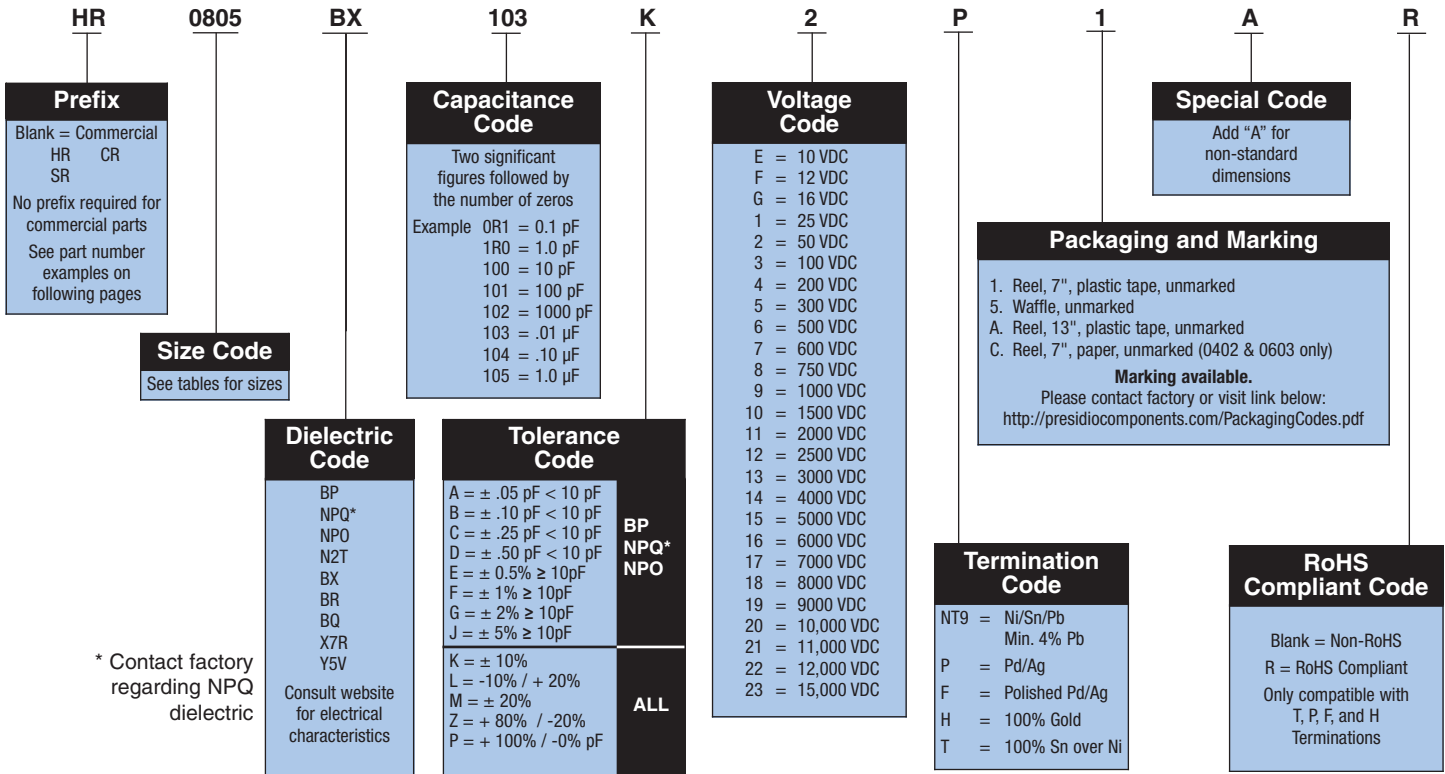 HR 0805 BX 103 K 2 P 1 A R
Prefix
Blank = Commercial
HR CR
SR
No prefix required for
commercial parts
See part number
examples on
following pages
Size Code
See tables for sizes
Dielectric
Code
BP
NPQ*
NPO
N2T
BX
BR
BQ
X7R
Y5V
Consult website
for electrical
characteristics
* Contact factory
regarding NPQ
dielectric
Capacitance
Code
Two significant
figures followed by
the number of zeros
Example 0R1 = 0.1 pF
1R0 = 1.0 pF
100 = 10 pF
101 = 100 pF
102 = 1000 pF
103 = .01 µF
104 = .10 µF
105 = 1.0 µF
Tolerance
Code
A = ± .05 pF < 10 pF
B = ± .10 pF < 10 pF
C = ± .25 pF < 10 pF
D = ± .50 pF < 10 pF
E = ± 0.5% ≥ 10pF
F = ± 1% ≥ 10pF
G = ± 2% ≥ 10pF
J = ± 5% ≥ 10pF
BP
NPQ*
NPO
K = ± 10%
L = -10% / + 20%
M = ± 20%
Z = + 80% / -20%
P = + 100% / -0% pF
ALL
Voltage
Code
E = 10 VDC
F = 12 VDC
G = 16 VDC
1 = 25 VDC
2 = 50 VDC
3 = 100 VDC
4 = 200 VDC
5 = 300 VDC
6 = 500 VDC
7 = 600 VDC
8 = 750 VDC
9 = 1000 VDC
10 = 1500 VDC
11 = 2000 VDC
12 = 2500 VDC
13 = 3000 VDC
14 = 4000 VDC
15 = 5000 VDC
16 = 6000 VDC
17 = 7000 VDC
18 = 8000 VDC
19 = 9000 VDC
20 = 10,000 VDC
21 = 11,000 VDC
22 = 12,000 VDC
23 = 15,000 VDC
Special Code
Add “A” for
non-standard
dimensions
Packaging and Marking
1. Reel, 7", plastic tape, unmarked
5. Waffle, unmarked
A. Reel, 13", plastic tape, unmarked
C. Reel, 7", paper, unmarked (0402 & 0603 only)
Marking available.
Please contact factory or visit link below:
http://presidiocomponents.com/PackagingCodes.pdf
Termination
Code
NT9 = Ni/Sn/Pb
Min. 4% Pb
P = Pd/Ag
F = Polished Pd/Ag
H = 100% Gold
T = 100% Sn over Ni
RoHS
Compliant Code
Blank = Non-RoHS
R = RoHS Compliant
Only compatible with
T, P, F, and H
Terminations